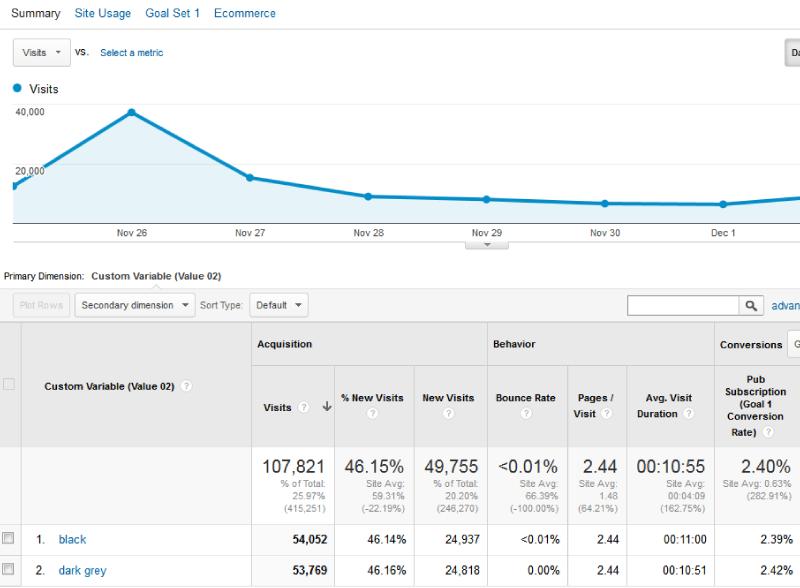 Summary Site Usage Goal Set 1 Ecommerce
Visits vs. Select a metric
Visits
40,000
20,000
Nov 26 Nov 27 Nov 28 Nov 29 Nov 30 Dec 1
Primary Dimension: Custom Variable (Value 02)
Plot Rows Secondary dimension Sort Type: Default
Acquisition Behavior Conversions
Custom Variable (Value 02) ?
Visits ?
% New Visits ?
New Visits ?
Bounce Rate ?
Pages /
Visit ?
Avg. Visit
Duration ?
Pub
Subscription
(Goal 1
Conversion
Rate) ?
107,821
% of Total:
25.97%
(415,251)
46.15%
Site Avg:
59.31%
(-22.19%)
49,755
% of Total:
20.20%
(246,270)
<0.01%
Site Avg:
66.39%
(-100.00%)
2.44
Site Avg:
1.48
(64.21%)
00:10:55
Site Avg:
00:04:09
(162.75%)
2.40%
Site Avg: 0.63%
(282.91%)
1. black 54,052 46.14% 24,937 <0.01% 2.44 00:11:00 2.39%
2. dark grey 53,769 46.16% 24,818 0.00% 2.44 00:10:51 2.42%